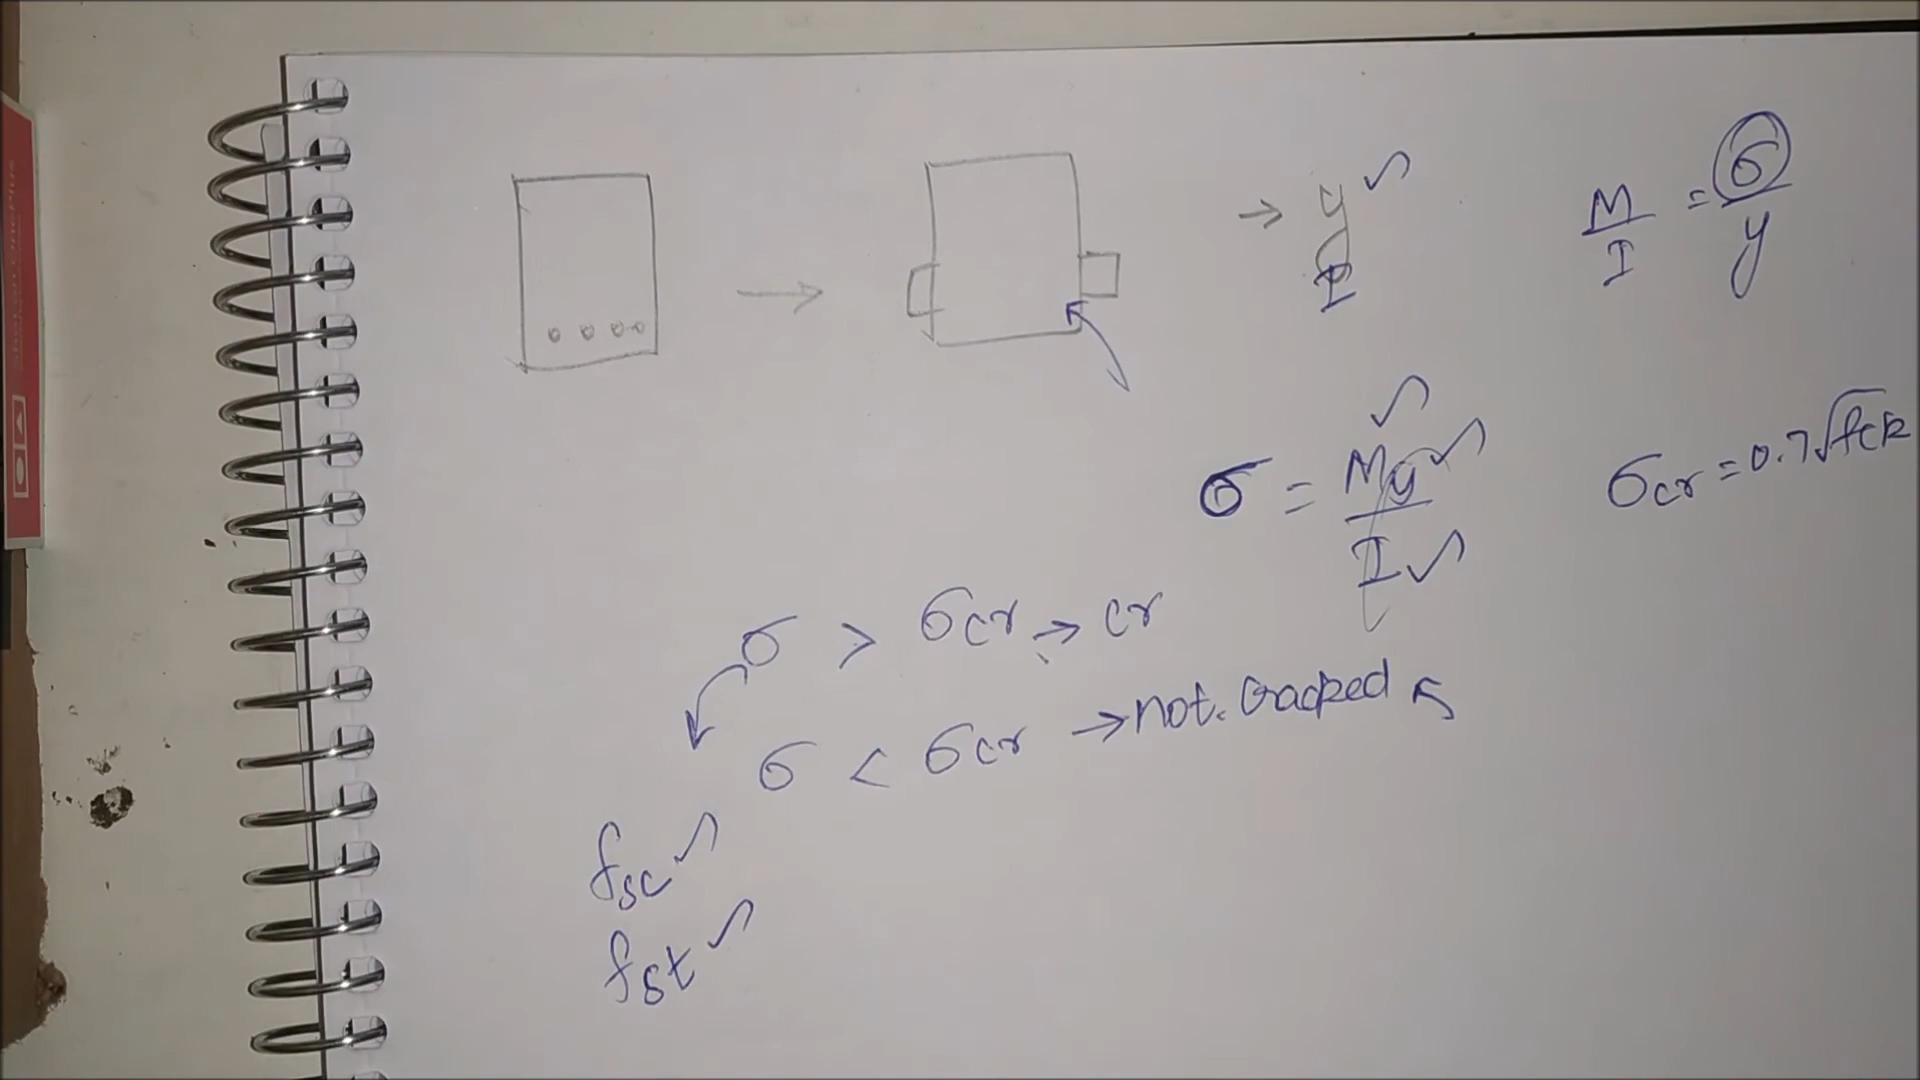 → y ✓
I
M/I = σ/y
σ = My/I ✓
σcr = 0.7√fck
σ > σcr → cr
σ < σcr → not. cracked
fsc ✓
fst ✓